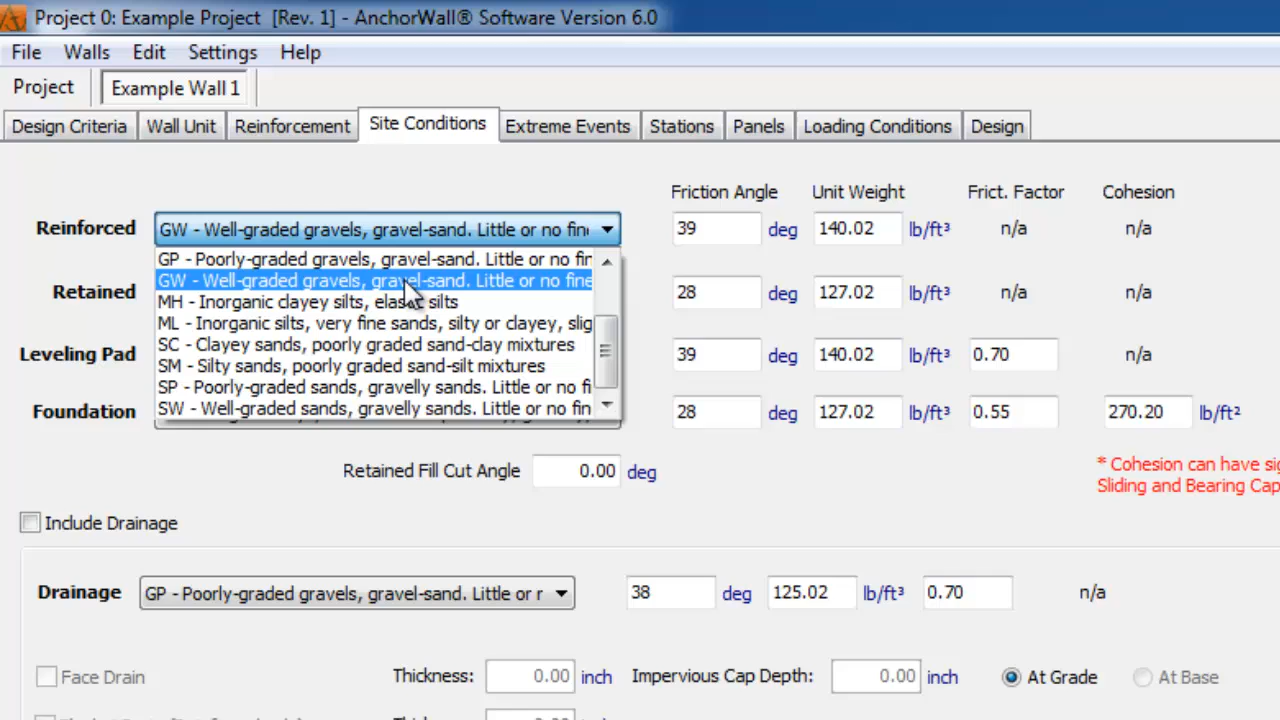 Project 0: Example Project [Rev. 1] - AnchorWall® Software Version 6.0
File Walls Edit Settings Help
Project Example Wall 1
Design Criteria Wall Unit Reinforcement Site Conditions Extreme Events Stations Panels Loading Conditions Design
Friction Angle Unit Weight Frict. Factor Cohesion
Reinforced GW - Well-graded gravels, gravel-sand. Little or no fin 39 deg 140.02 lb/ft³ n/a n/a
GP - Poorly-graded gravels, gravel-sand. Little or no fin
GW - Well-graded gravels, gravel-sand. Little or no fine
Retained 28 deg 127.02 lb/ft³ n/a n/a
MH - Inorganic clayey silts, elastic silts
ML - Inorganic silts, very fine sands, silty or clayey, slig
SC - Clayey sands, poorly graded sand-clay mixtures
Leveling Pad 39 deg 140.02 lb/ft³ 0.70 n/a
SM - Silty sands, poorly graded sand-silt mixtures
SP - Poorly-graded sands, gravelly sands. Little or no fi
SW - Well-graded sands, gravelly sands. Little or no fin
Foundation 28 deg 127.02 lb/ft³ 0.55 270.20 lb/ft²
Retained Fill Cut Angle 0.00 deg
* Cohesion can have sig
Sliding and Bearing Cap
Include Drainage
Drainage GP - Poorly-graded gravels, gravel-sand. Little or r 38 deg 125.02 lb/ft³ 0.70 n/a
Face Drain Thickness: 0.00 inch Impervious Cap Depth: 0.00 inch At Grade At Base